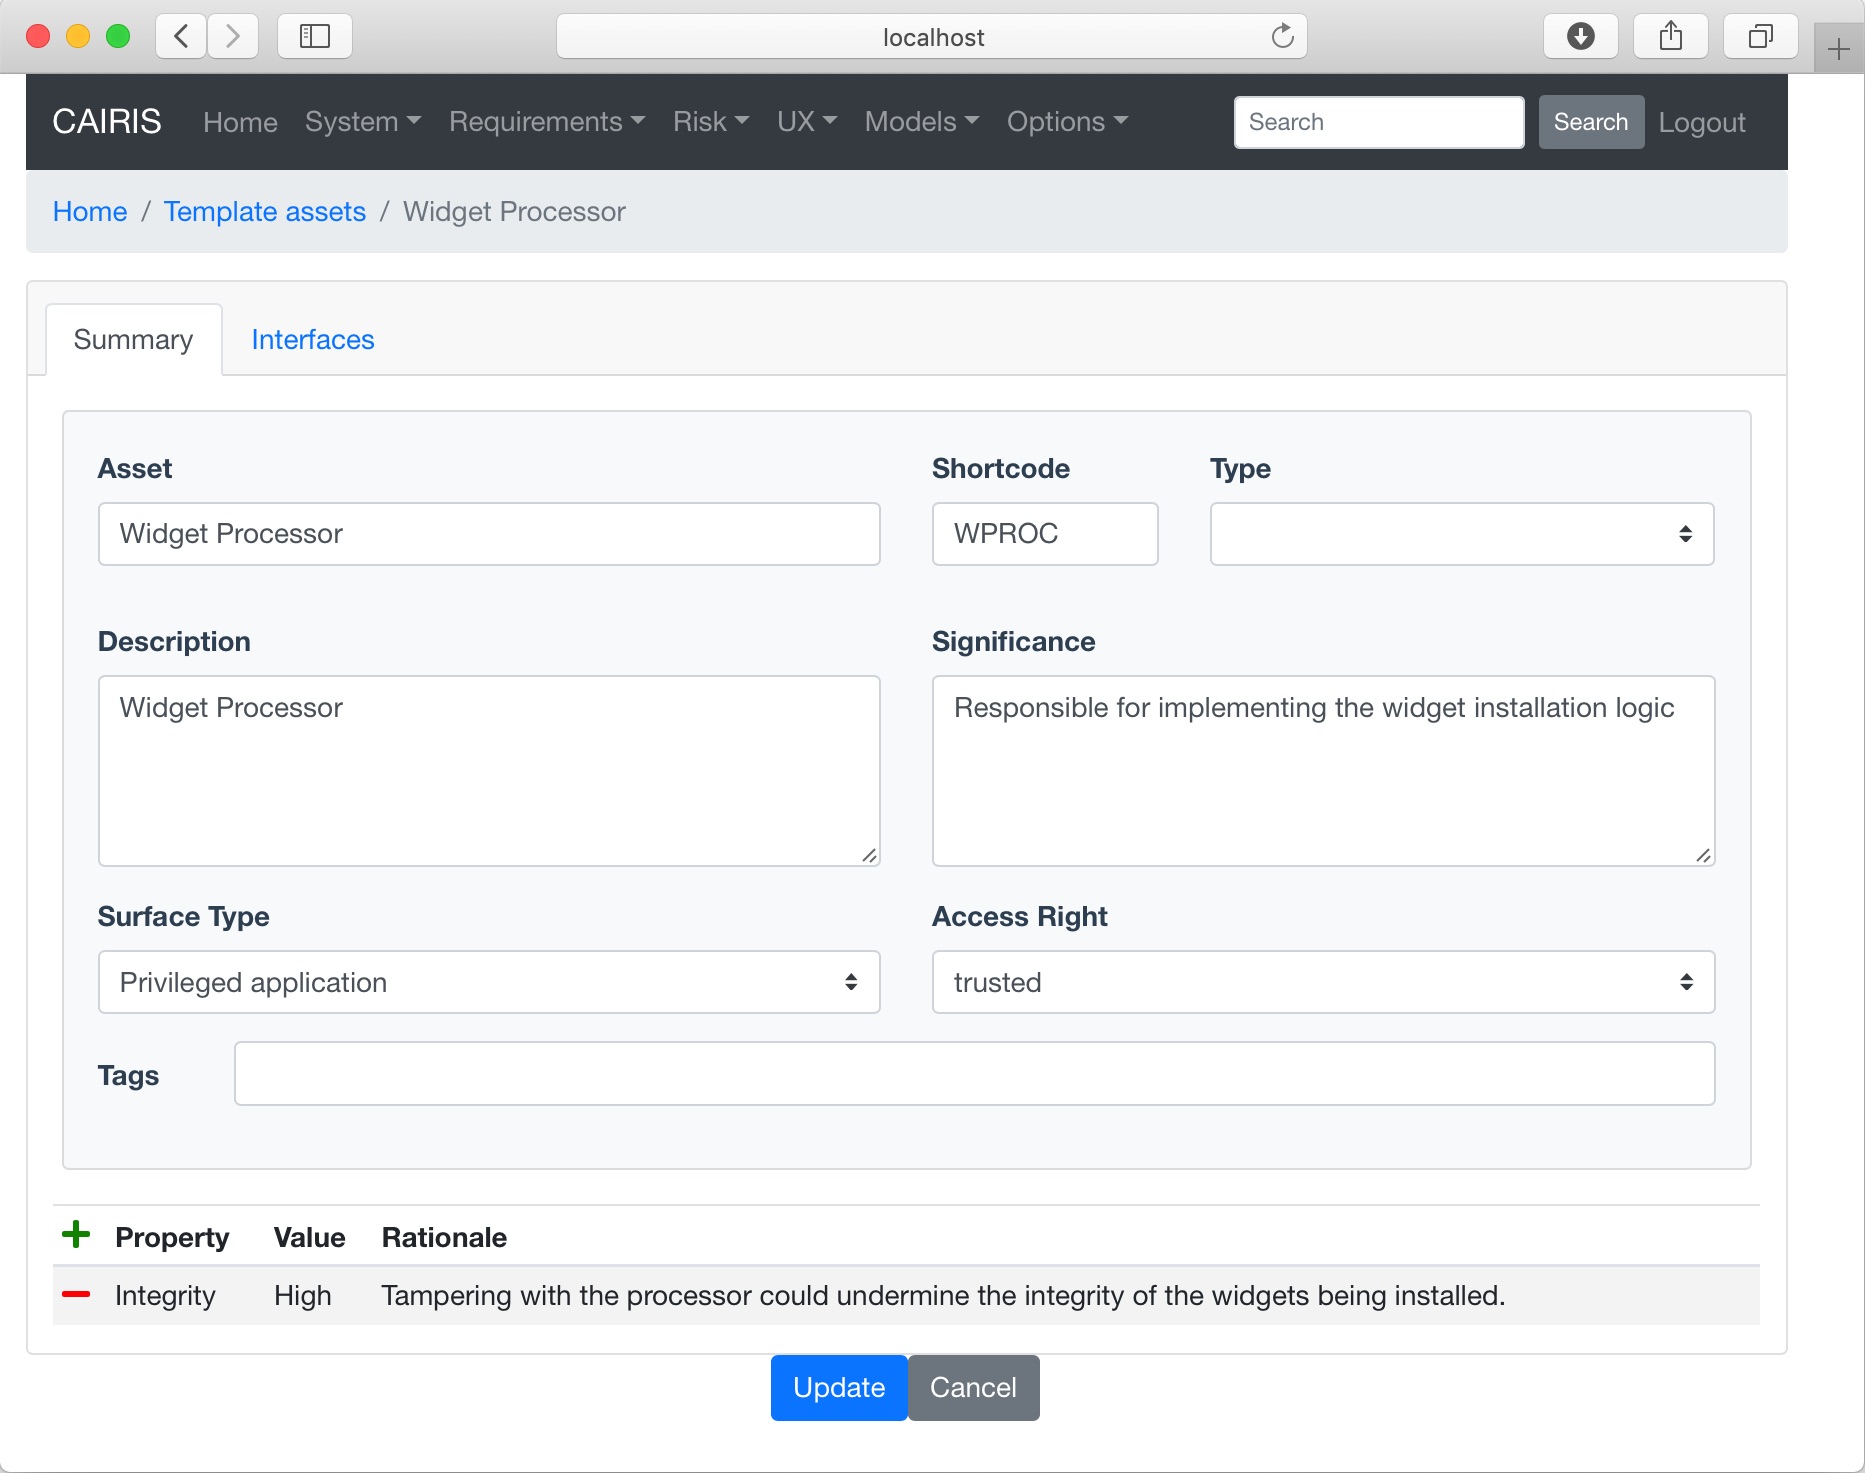 localhost
CAIRIS Home System Requirements Risk UX Models Options Search Search Logout
Home / Template assets / Widget Processor
Summary Interfaces
Asset Shortcode Type
Widget Processor WPROC
Description Significance
Widget Processor Responsible for implementing the widget installation logic
Surface Type Access Right
Privileged application trusted
Tags
Property Value Rationale
Integrity High Tampering with the processor could undermine the integrity of the widgets being installed.
Update Cancel